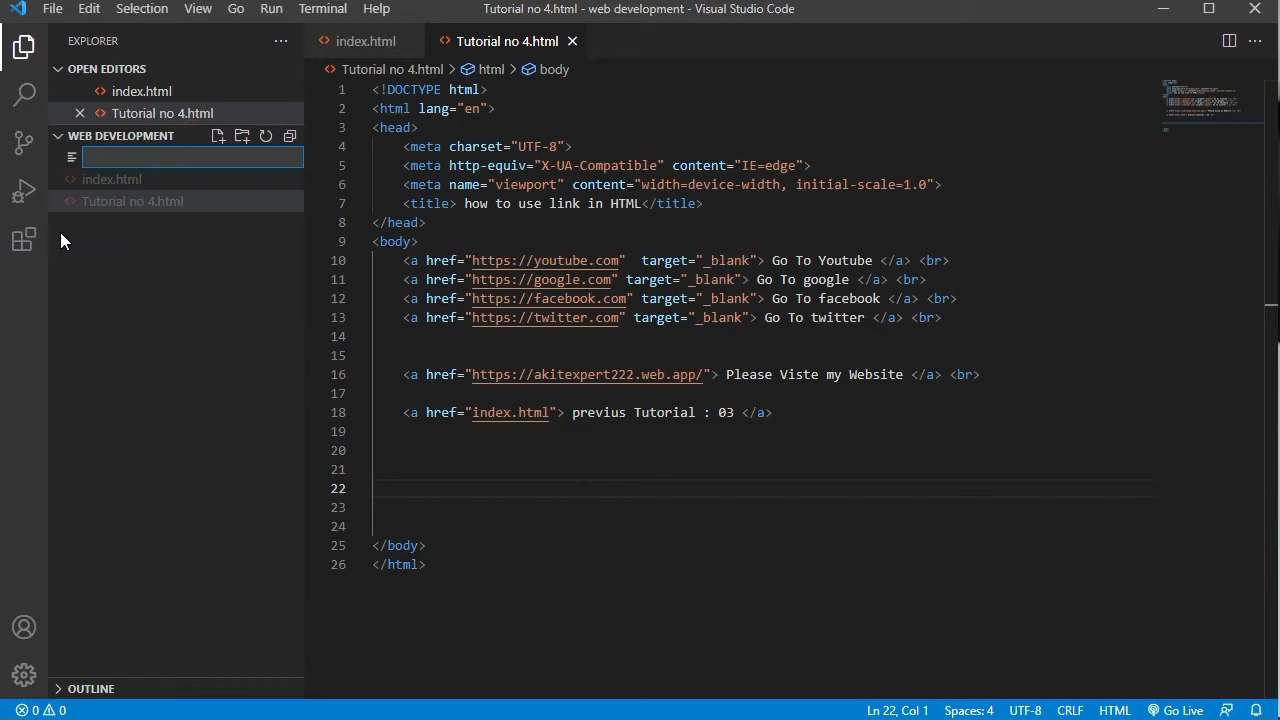 File Edit Selection View Go Run Terminal Help Tutorial no 4.html - web development - Visual Studio Code
EXPLORER
OPEN EDITORS
index.html
Tutorial no 4.html
WEB DEVELOPMENT
index.html
Tutorial no 4.html
OUTLINE
index.html Tutorial no 4.html
Tutorial no 4.html > html > body
1 <!DOCTYPE html>
2 <html lang="en">
3 <head>
4 <meta charset="UTF-8">
5 <meta http-equiv="X-UA-Compatible" content="IE=edge">
6 <meta name="viewport" content="width=device-width, initial-scale=1.0">
7 <title> how to use link in HTML</title>
8 </head>
9 <body>
10 <a href="https://youtube.com"  target="_blank"> Go To Youtube </a> <br>
11 <a href="https://google.com" target="_blank"> Go To google </a> <br>
12 <a href="https://facebook.com" target="_blank"> Go To facebook </a> <br>
13 <a href="https://twitter.com" target="_blank"> Go To twitter </a> <br>
14
15
16 <a href="https://akitexpert222.web.app/"> Please Viste my Website </a> <br>
17
18 <a href="index.html"> previus Tutorial : 03 </a>
19
20
21
22
23
24
25 </body>
26 </html>
0 0 Ln 22, Col 1 Spaces: 4 UTF-8 CRLF HTML Go Live